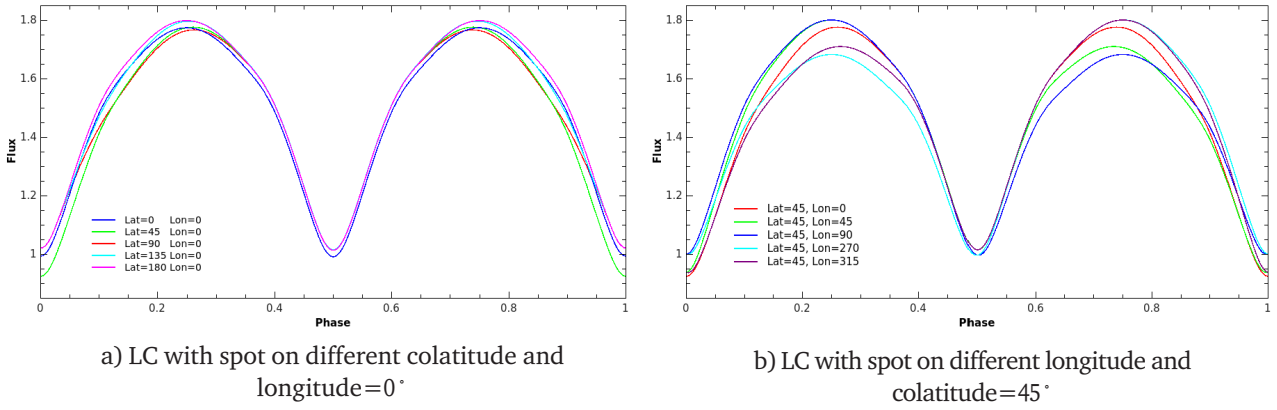 1.8
1.6
1.4
1.2
1
Flux
Lat=0 Lon=0
Lat=45 Lon=0
Lat=90 Lon=0
Lat=135 Lon=0
Lat=180 Lon=0
0 0.2 0.4 0.6 0.8 1
Phase
a) LC with spot on different colatitude and
longitude=0°
1.8
1.6
1.4
1.2
1
Flux
Lat=45, Lon=0
Lat=45, Lon=45
Lat=45, Lon=90
Lat=45, Lon=270
Lat=45, Lon=315
0 0.2 0.4 0.6 0.8 1
Phase
b) LC with spot on different longitude and
colatitude=45°